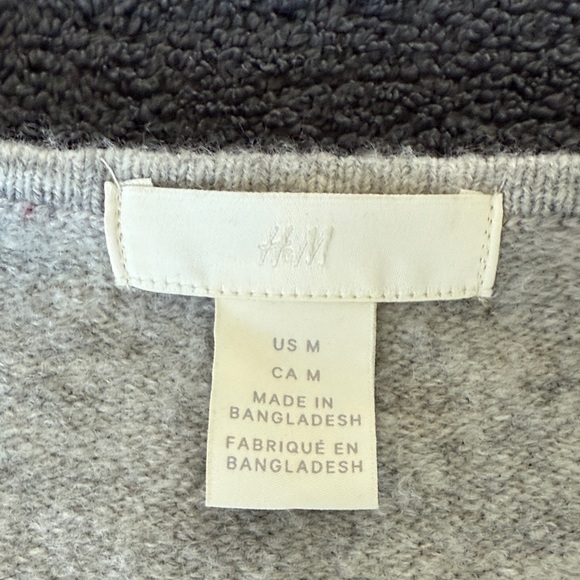 H&M
US M
CA M
MADE IN
BANGLADESH
FABRIQUÉ EN
BANGLADESH